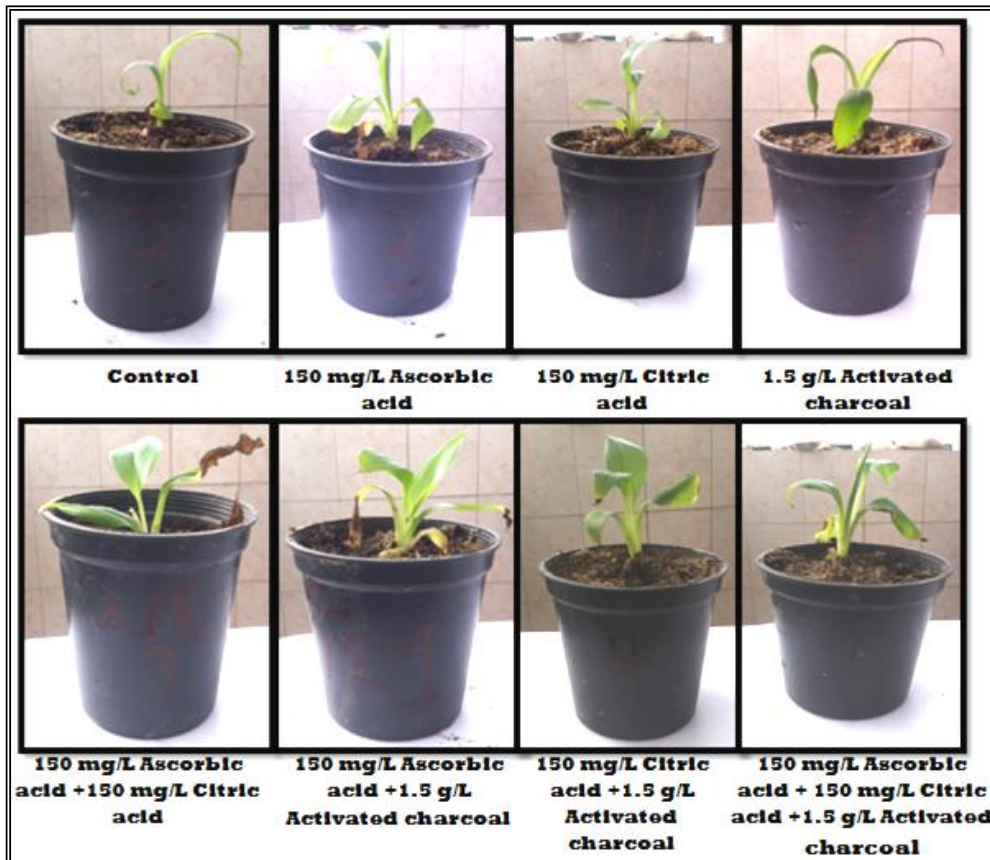 Control
150 mg/L Ascorbic
acid
150 mg/L Citric
acid
1.5 g/L Activated
charcoal
150 mg/L Ascorbic
acid +150 mg/L Citric
acid
150 mg/L Ascorbic
acid +1.5 g/L
Activated charcoal
150 mg/L Citric
acid +1.5 g/L
Activated
charcoal
150 mg/L Ascorbic
acid + 150 mg/L Citric
acid +1.5 g/L Activated
charcoal